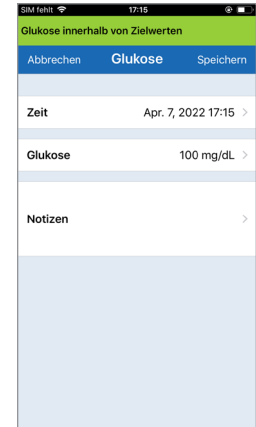 SIM fehlt 17:15
Glukose innerhalb von Zielwerten
Abbrechen Glukose Speichern
Zeit Apr. 7, 2022 17:15
Glukose 100 mg/dL
Notizen